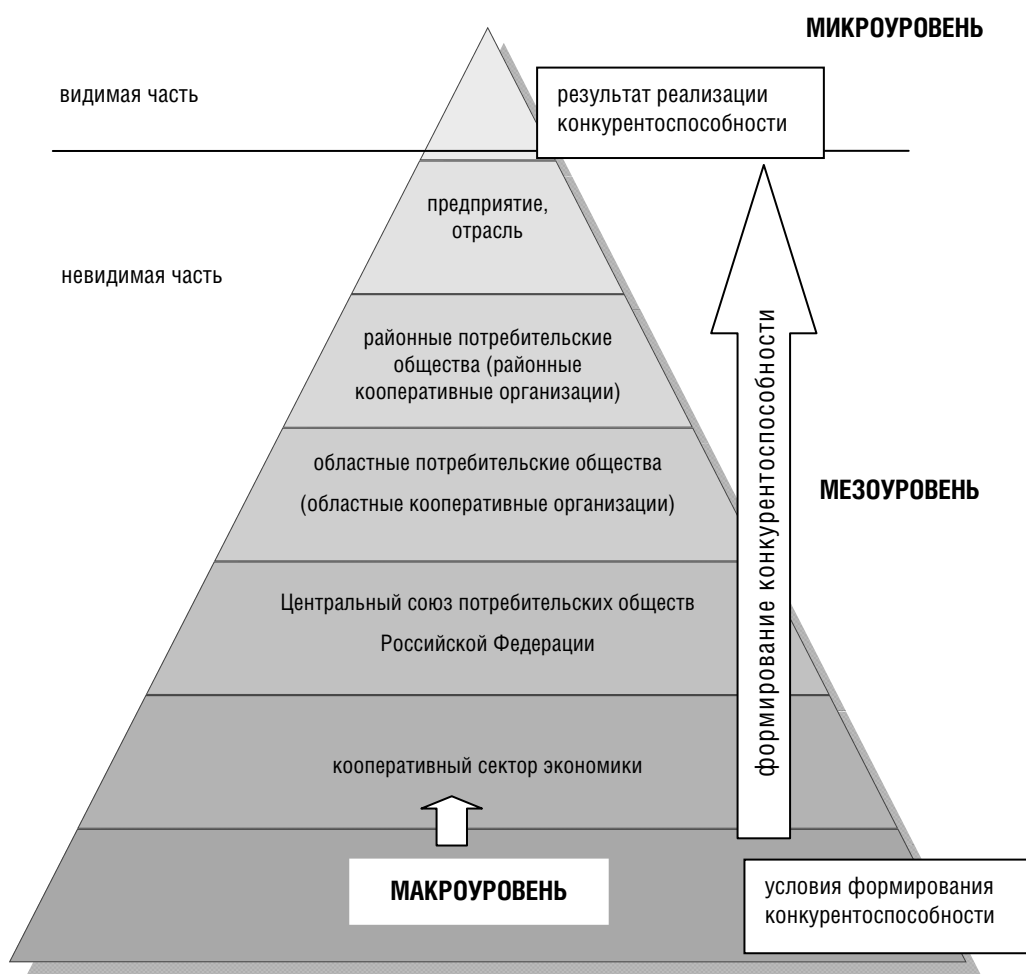 МИКРОУРОВЕНЬ
видимая часть
результат реализации
конкурентоспособности
предприятие,
отрасль
невидимая часть
районные потребительские
общества (районные
кооперативные организации)
областные потребительские общества
(областные кооперативные организации)
МЕЗОУРОВЕНЬ
формирование конкурентоспособности
Центральный союз потребительских обществ
Российской Федерации
кооперативный сектор экономики
МАКРОУРОВЕНЬ
условия формирования
конкурентоспособности